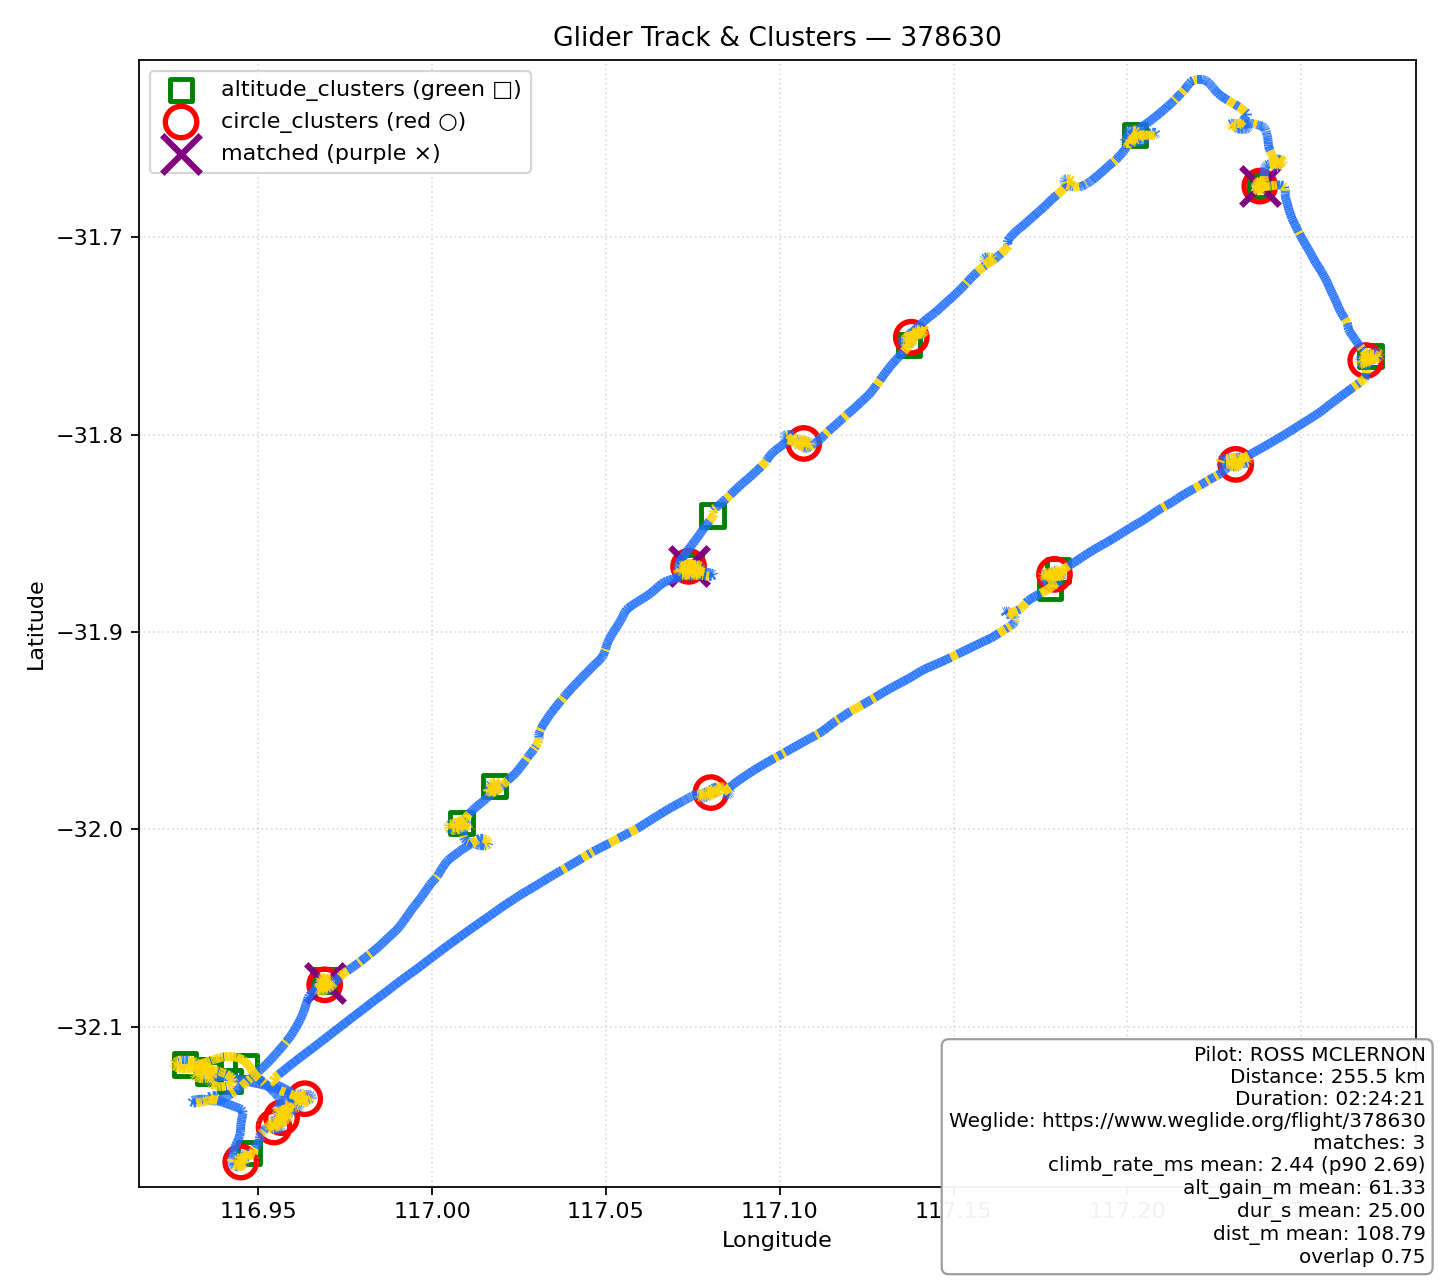 Glider Track & Clusters — 378630
altitude_clusters (green □)
circle_clusters (red ○)
matched (purple ×)
Latitude
−31.7
−31.8
−31.9
−32.0
−32.1
116.95
117.00
117.05
117.10
117.15
117.20
Longitude
Pilot: ROSS MCLERNON
Distance: 255.5 km
Duration: 02:24:21
Weglide: https://www.weglide.org/flight/378630
matches: 3
climb_rate_ms mean: 2.44 (p90 2.69)
alt_gain_m mean: 61.33
dur_s mean: 25.00
dist_m mean: 108.79
overlap 0.75